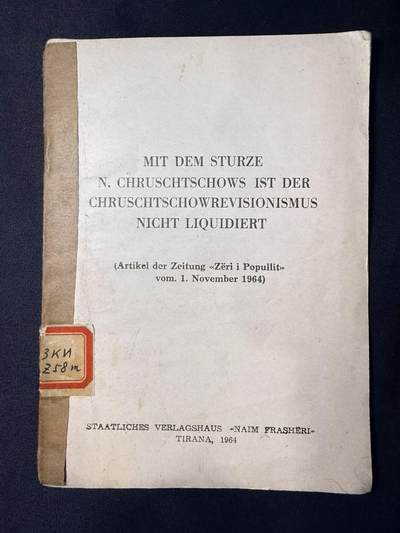 MIT DEM STURZE
N. CHRUSCHTSCHOWS IST DER
CHRUSCHTSCHOWREVISIONISMUS
NICHT LIQUIDIERT
(Artikel der Zeitung «Zëri i Popullit»
vom. 1. November 1964)
3KИ
Z58m
STAATLICHES VERLAGSHAUS «NAIM FRASHËRI»
TIRANA, 1964